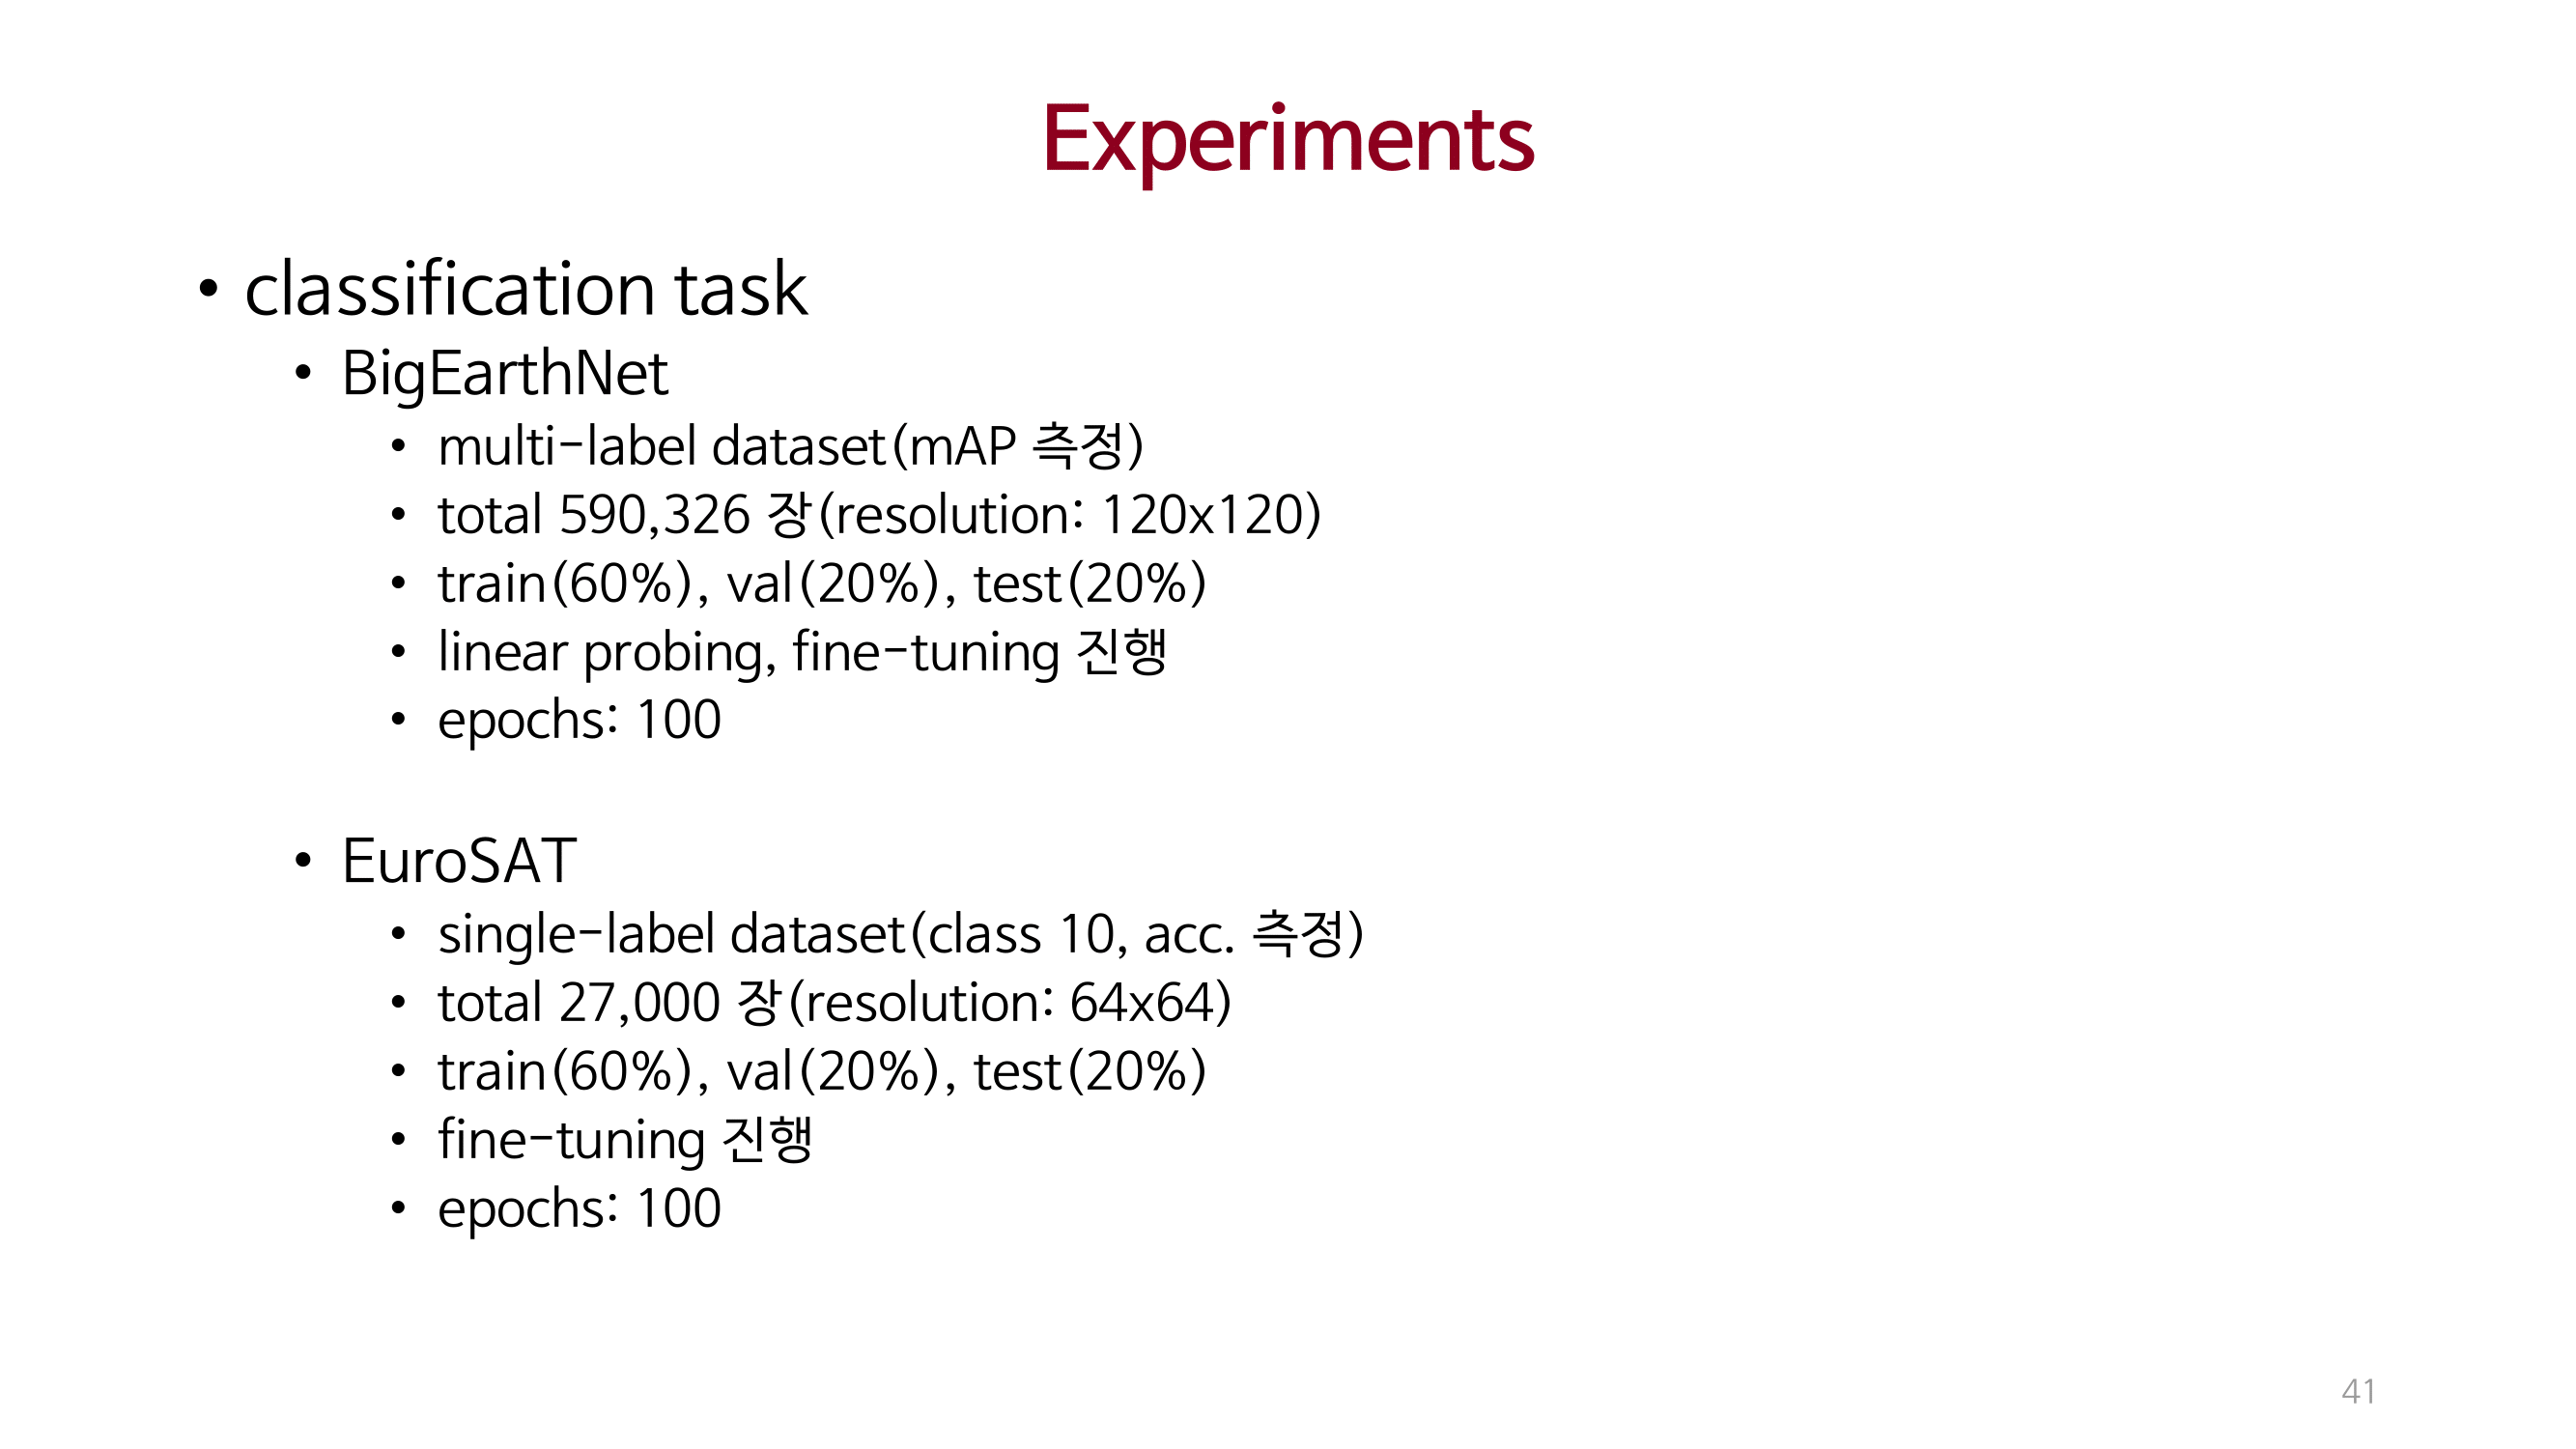 Experiments
• classification task
• BigEarthNet
• multi-label dataset(mAP 측정)
• total 590,326 장(resolution: 120x120)
• train(60%), val(20%), test(20%)
• linear probing, fine-tuning 진행
• epochs: 100
• EuroSAT
• single-label dataset(class 10, acc. 측정)
• total 27,000 장(resolution: 64x64)
• train(60%), val(20%), test(20%)
• fine-tuning 진행
• epochs: 100
41